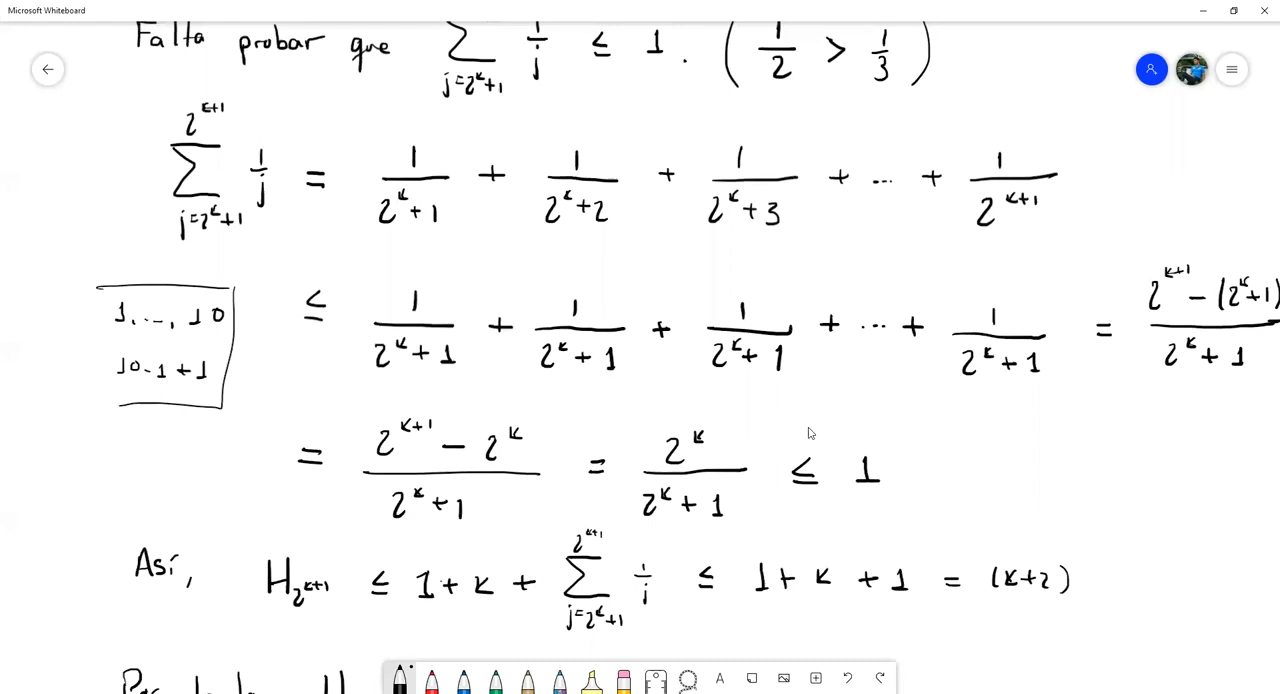 Microsoft Whiteboard
Falta probar que ∑_{j=2^k+1} 1/j ≤ 1. (1/2 > 1/3)
∑_{j=2^k+1}^{2^{k+1}} 1/j = 1/(2^k+1) + 1/(2^k+2) + 1/(2^k+3) + ... + 1/2^{k+1}
≤ 1/(2^k+1) + 1/(2^k+1) + 1/(2^k+1) + ... + 1/(2^k+1) = (2^{k+1} - (2^k+1))/(2^k+1)
1, ..., 10
10-1+1
= (2^{k+1} - 2^k)/(2^k+1) = 2^k/(2^k+1) ≤ 1
Así, H_{2^{k+1}} ≤ 1+k+ ∑_{j=2^k+1}^{2^{k+1}} 1/j ≤ 1+k+1 = (k+2)